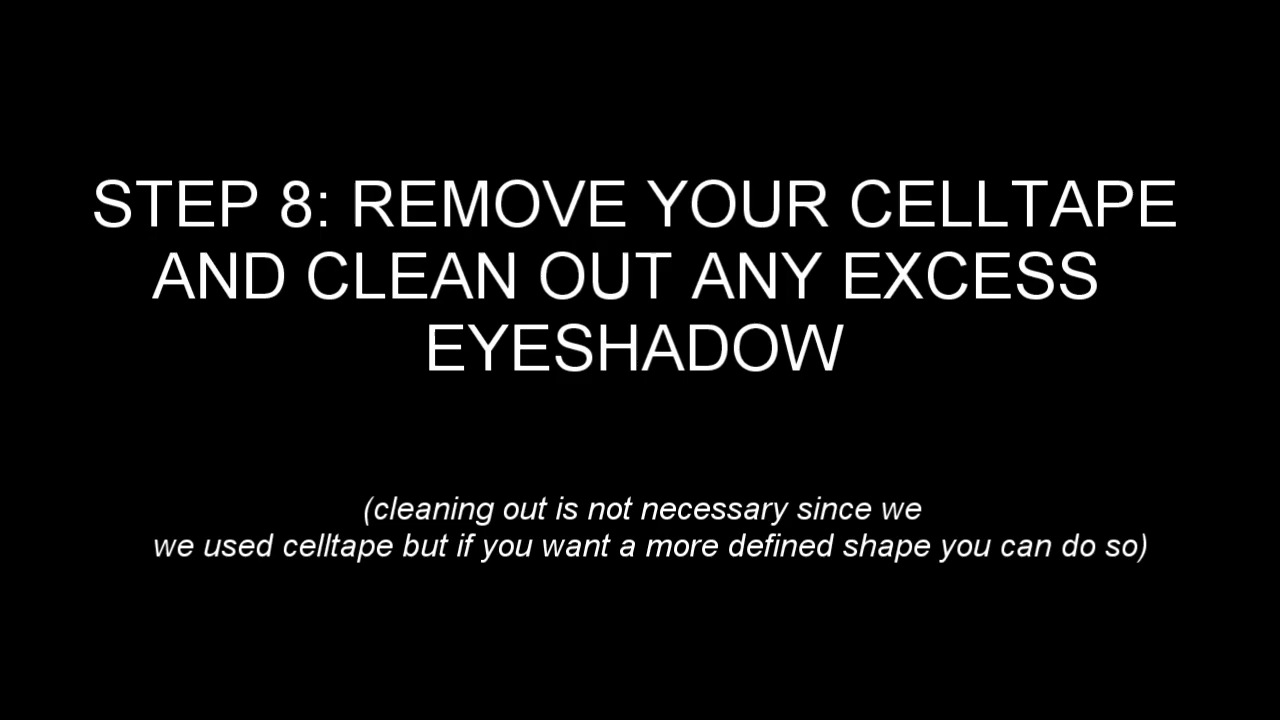 STEP 8: REMOVE YOUR CELLTAPE
AND CLEAN OUT ANY EXCESS
EYESHADOW
(cleaning out is not necessary since we
we used celltape but if you want a more defined shape you can do so)